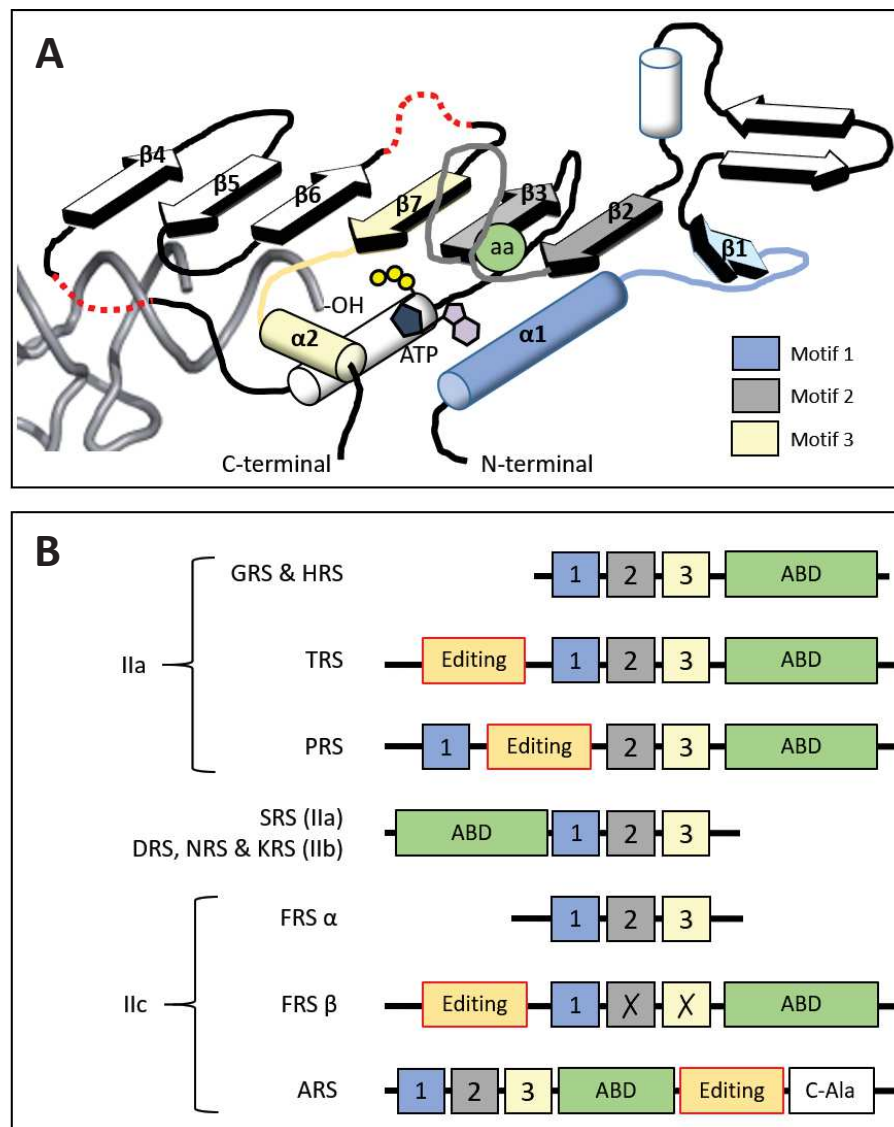 A
β4
β5
β6
β7
β3
β2
β1
aa
-OH
α2
ATP
α1
C-terminal
N-terminal
Motif 1
Motif 2
Motif 3
B
IIa
GRS & HRS
1 2 3 ABD
TRS
Editing 1 2 3 ABD
PRS
1 Editing 2 3 ABD
SRS (IIa)
DRS, NRS & KRS (IIb)
ABD 1 2 3
IIc
FRS α
1 2 3
FRS β
Editing 1 X X ABD
ARS
1 2 3 ABD Editing C-Ala